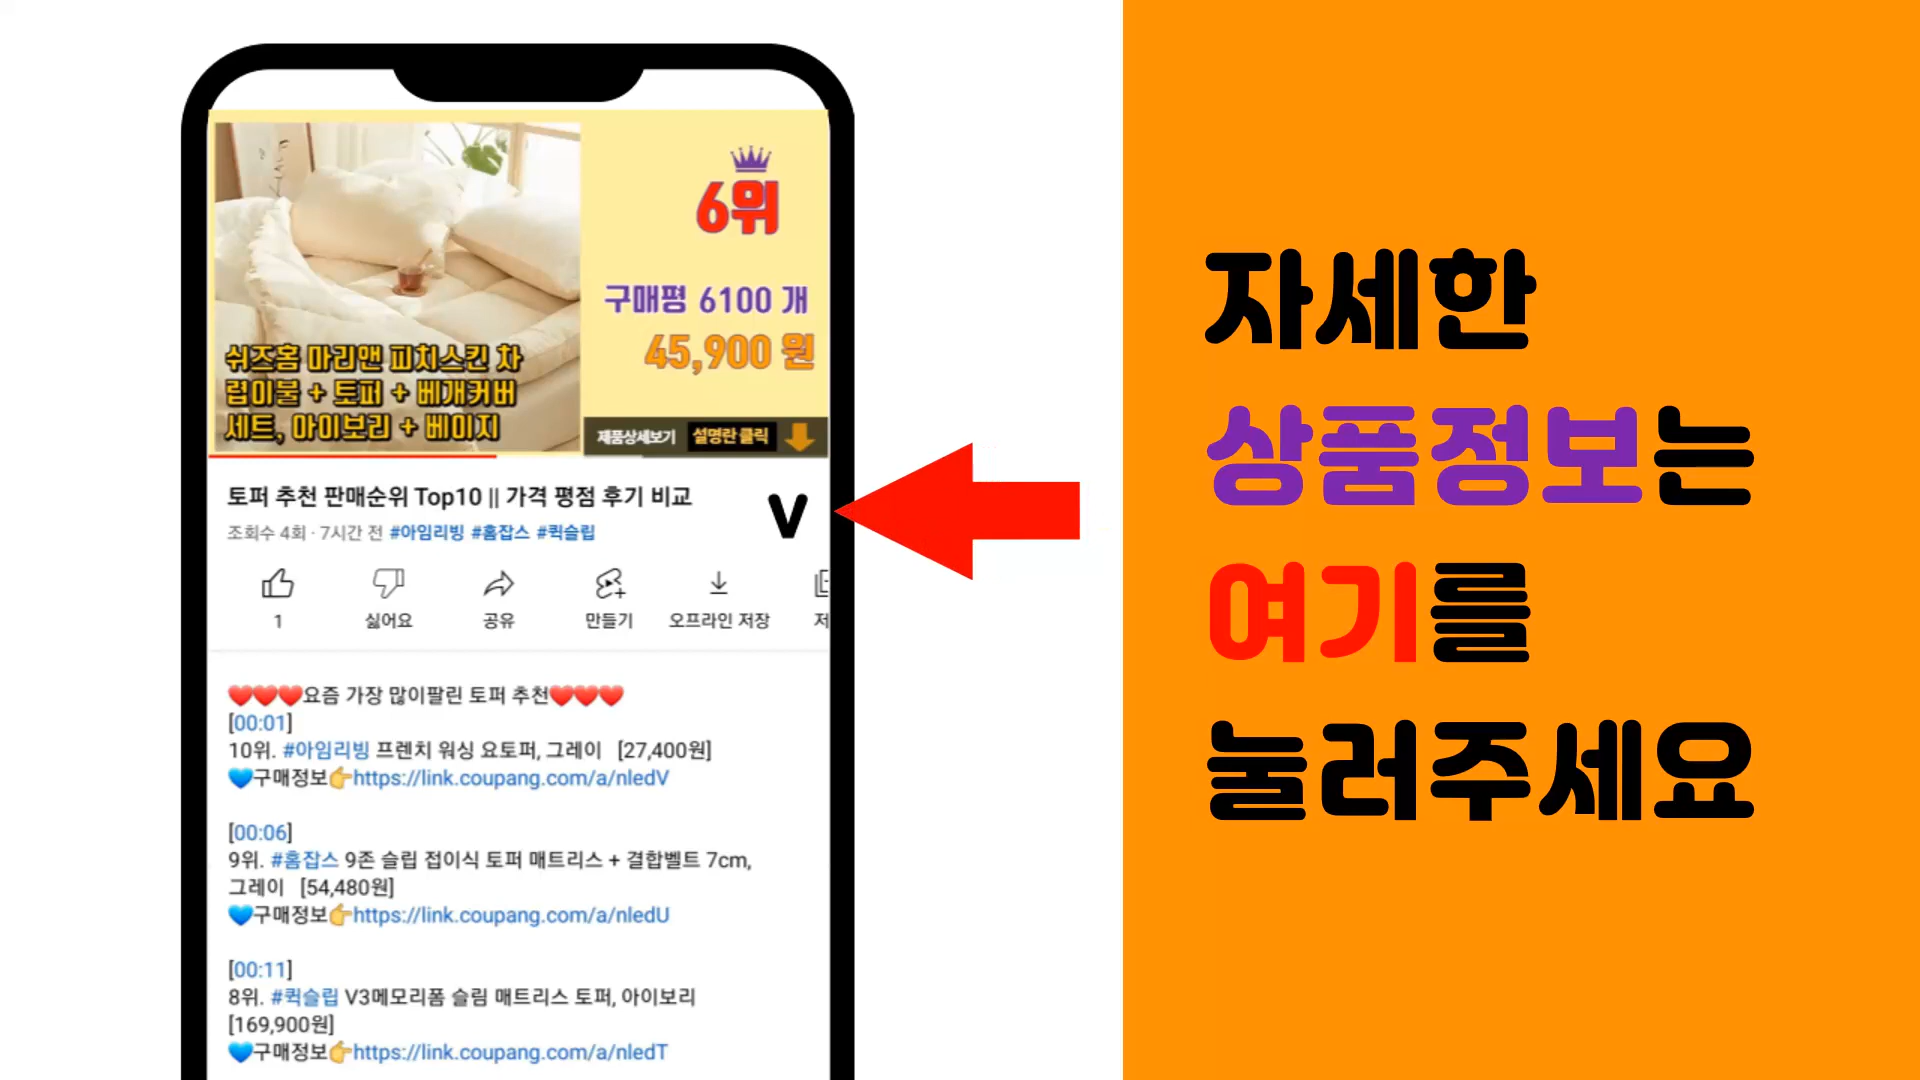 6위
구매평 6100 개
45,900 원
쉬즈홈 마리앤 피치스킨 차
렵이불 + 토퍼 + 베개커버
세트, 아이보리 + 베이지
제품상세보기 설명란 클릭
토퍼 추천 판매순위 Top10 || 가격 평점 후기 비교
V
조회수 4회 · 7시간 전 #아임리빙 #홈잡스 #퀵슬립
1 싫어요 공유 만들기 오프라인 저장 저
❤️❤️❤️요즘 가장 많이팔린 토퍼 추천❤️❤️❤️
[00:01]
10위. #아임리빙 프렌치 워싱 요토퍼, 그레이 [27,400원]
💙구매정보👉https://link.coupang.com/a/nledV
[00:06]
9위. #홈잡스 9존 슬립 접이식 토퍼 매트리스 + 결합벨트 7cm,
그레이 [54,480원]
💙구매정보👉https://link.coupang.com/a/nledU
[00:11]
8위. #퀵슬립 V3메모리폼 슬림 매트리스 토퍼, 아이보리
[169,900원]
💙구매정보👉https://link.coupang.com/a/nledT
자세한
상품정보는
여기를
눌러주세요